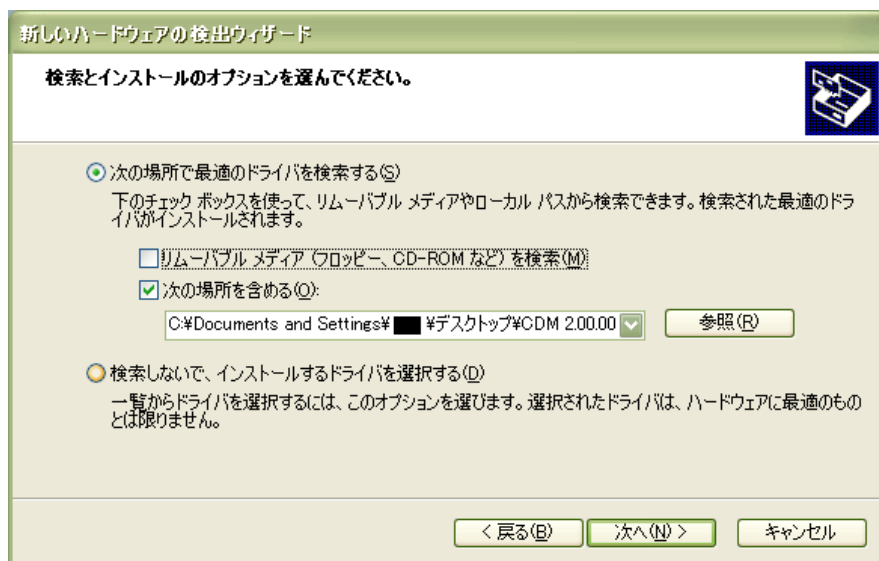 新しいハードウェアの検出ウィザード
検索とインストールのオプションを選んでください。
次の場所で最適のドライバを検索する(S)
下のチェック ボックスを使って、リムーバブル メディアやローカル パスから検索できます。検索された最適のドラ
イバがインストールされます。
リムーバブル メディア (フロッピー、CD-ROM など) を検索(M)
次の場所を含める(O):
C:¥Documents and Settings¥ ¥デスクトップ¥CDM 2.00.00
参照(R)
検索しないで、インストールするドライバを選択する(D)
一覧からドライバを選択するには、このオプションを選びます。選択されたドライバは、ハードウェアに最適のもの
とは限りません。
< 戻る(B)
次へ(N) >
キャンセル